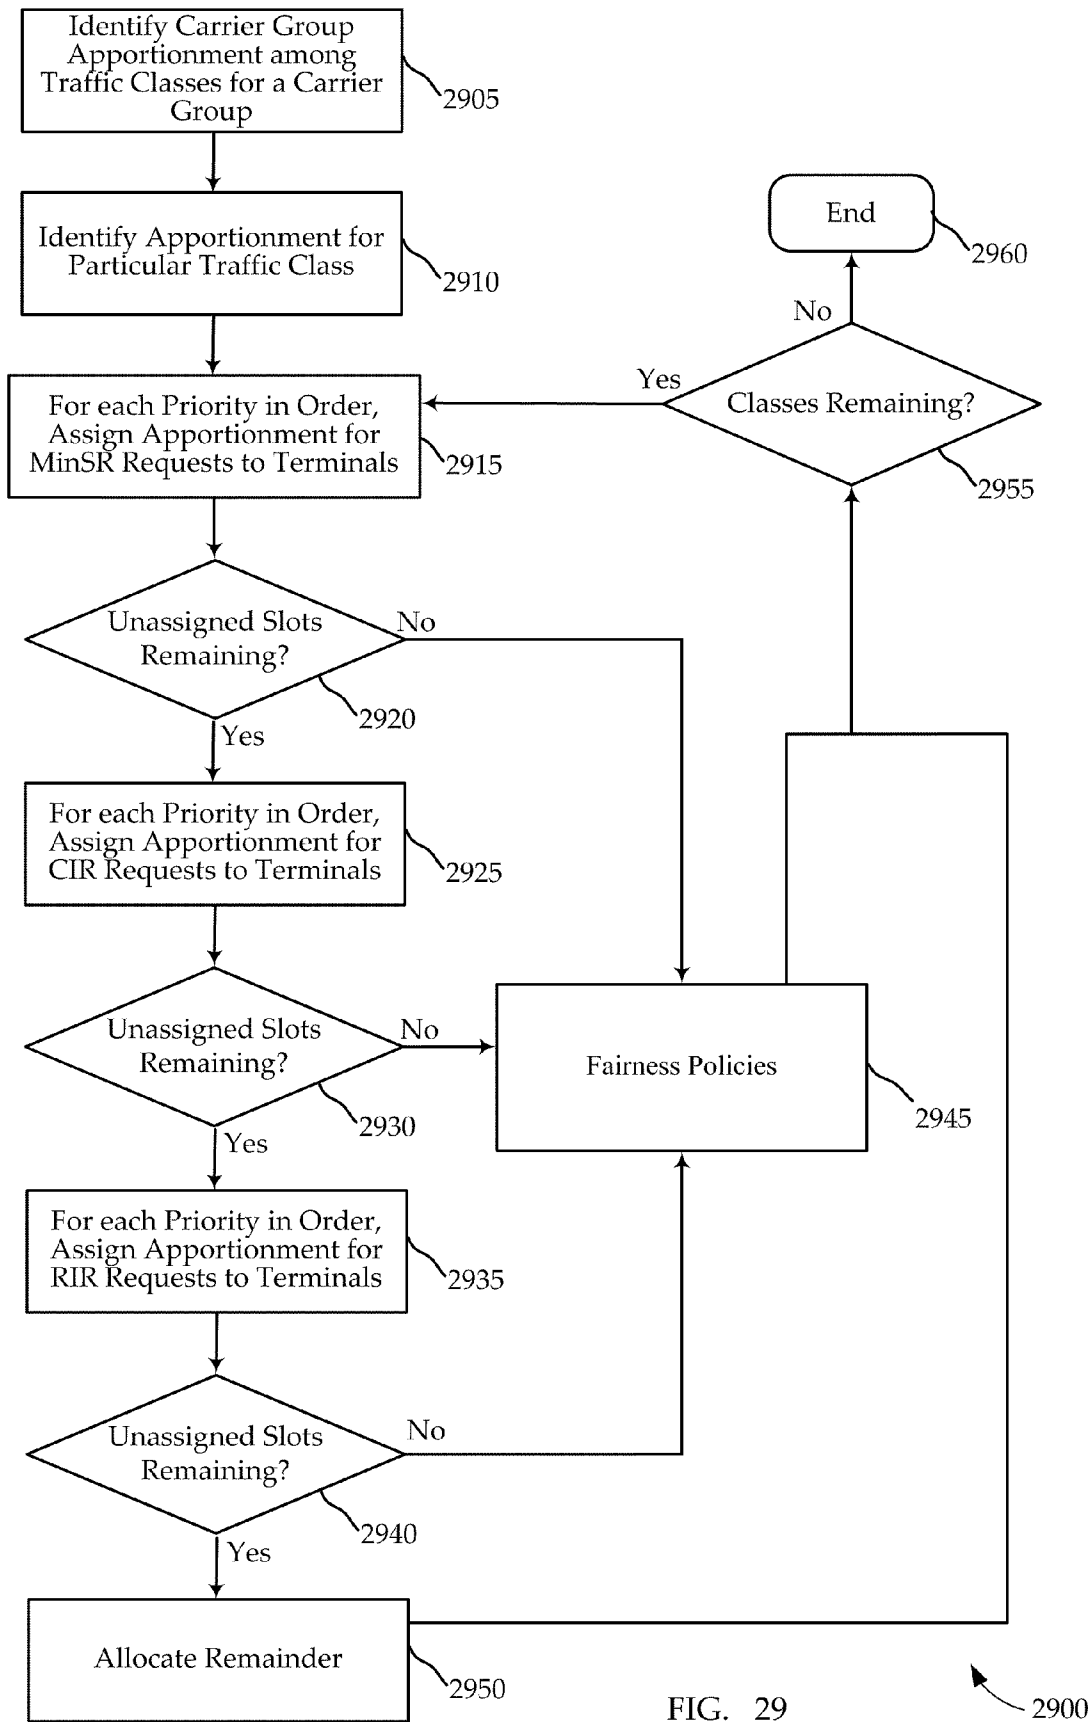 Identify Carrier Group
Apportionment among
Traffic Classes for a Carrier
Group
2905
Identify Apportionment for
Particular Traffic Class
2910
End
2960
No
Yes
Classes Remaining?
2955
For each Priority in Order,
Assign Apportionment for
MinSR Requests to Terminals
2915
Unassigned Slots
Remaining?
No
2920
Yes
For each Priority in Order,
Assign Apportionment for
CIR Requests to Terminals
2925
Unassigned Slots
Remaining?
No
2930
Yes
Fairness Policies
2945
For each Priority in Order,
Assign Apportionment for
RIR Requests to Terminals
2935
Unassigned Slots
Remaining?
No
2940
Yes
Allocate Remainder
2950
FIG. 29
2900